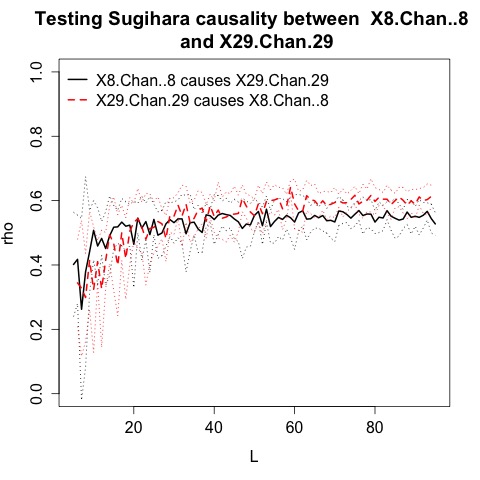 Testing Sugihara causality between  X8.Chan..8
and X29.Chan.29
X8.Chan..8 causes X29.Chan.29
X29.Chan.29 causes X8.Chan..8
1.0
0.8
0.6
0.4
0.2
0.0
rho
20 40 60 80
L